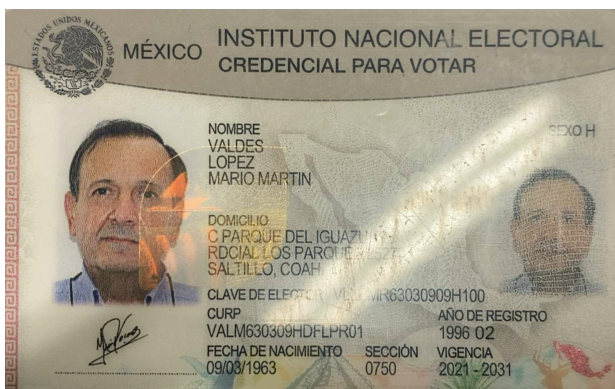 ESTADOS UNIDOS MEXICANOS
MÉXICO
INSTITUTO NACIONAL ELECTORAL
CREDENCIAL PARA VOTAR
SEXO H
NOMBRE
VALDES
LOPEZ
MARIO MARTIN
DOMICILIO
C PARQUE DEL IGUAZU
RDCIAL LOS PARQUE
SALTILLO, COAH.
CLAVE DE ELECTOR
CURP
VALM630309HDFLPR01
AÑO DE REGISTRO
1996 02
FECHA DE NACIMIENTO
09/03/1963
SECCIÓN
0750
VIGENCIA
2021 - 2031